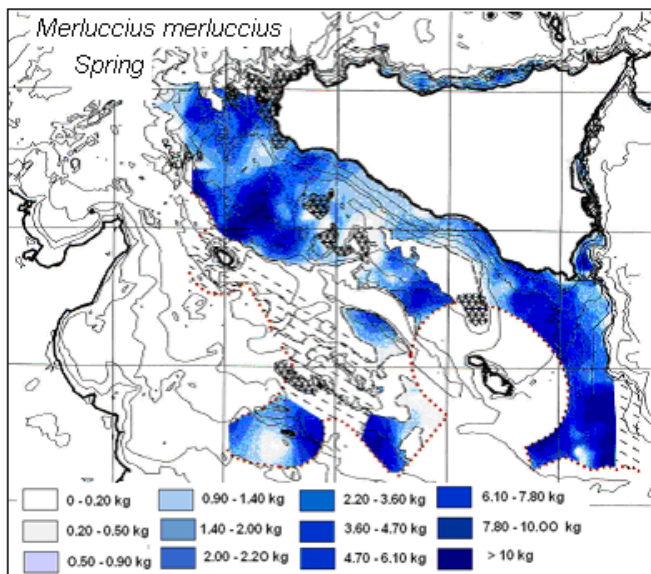 Merluccius merluccius
Spring
0 - 0.20 kg
0.90 - 1.40 kg
2.20 - 3.60 kg
6.10 - 7.80 kg
0.20 - 0.50 kg
1.40 - 2.00 kg
3.60 - 4.70 kg
7.80 - 10.00 kg
0.50 - 0.90 kg
2.00 - 2.20 kg
4.70 - 6.10 kg
> 10 kg